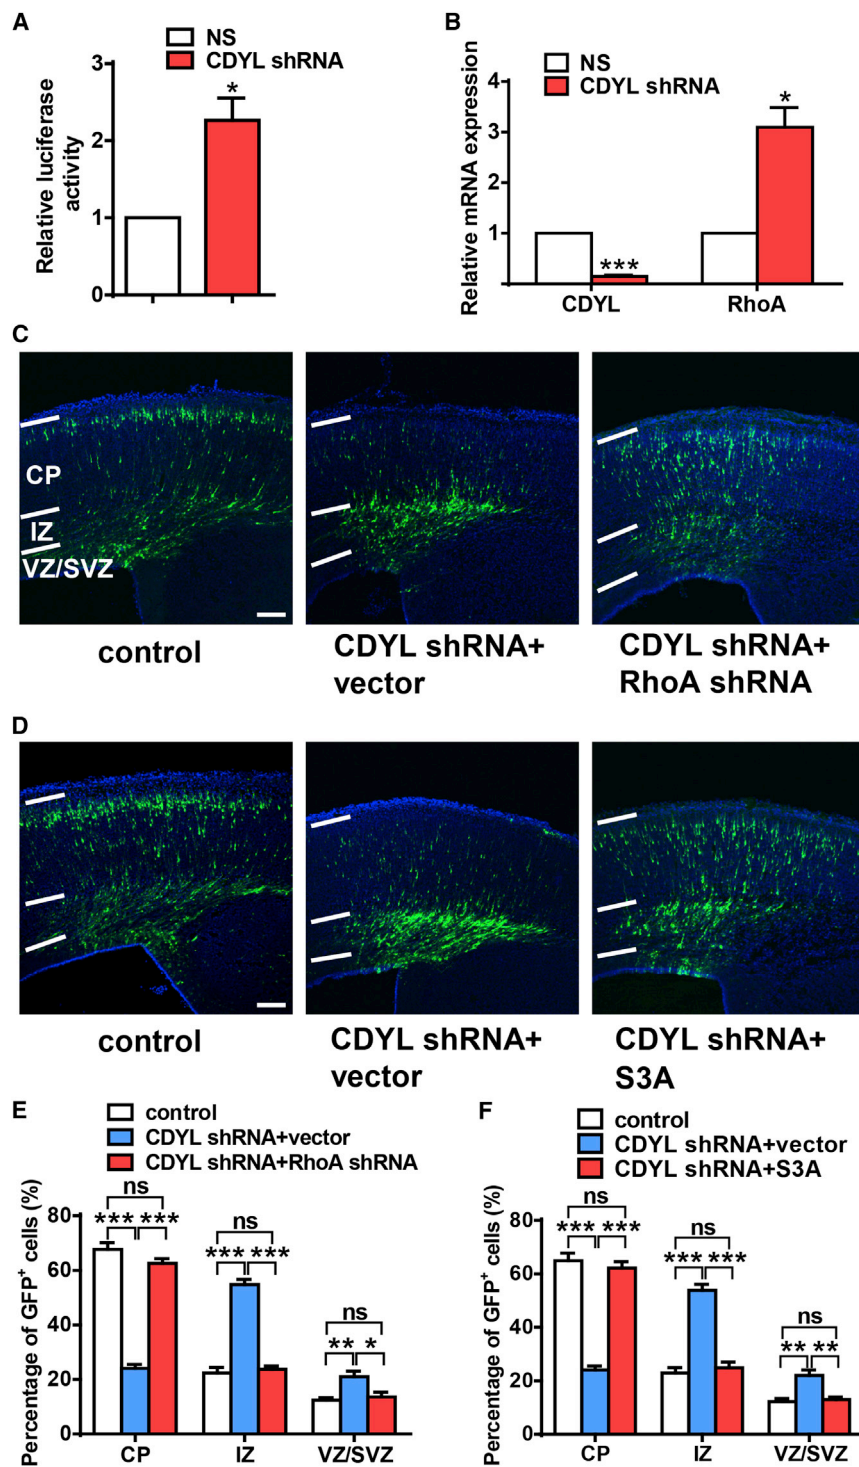 A
NS
CDYL shRNA
Relative luciferase
activity
3
2
1
0
*
B
NS
CDYL shRNA
Relative mRNA expression
4
3
2
1
***
*
CDYL
RhoA
C
CP
IZ
VZ/SVZ
control
CDYL shRNA+
vector
CDYL shRNA+
RhoA shRNA
D
control
CDYL shRNA+
vector
CDYL shRNA+
S3A
E
control
CDYL shRNA+vector
CDYL shRNA+RhoA shRNA
Percentage of GFP+ cells (%)
80
60
40
20
0
ns
*** ***
ns
*** ***
ns
** *
CP
IZ
VZ/SVZ
F
control
CDYL shRNA+vector
CDYL shRNA+S3A
Percentage of GFP+ cells (%)
80
60
40
20
0
ns
*** ***
ns
*** ***
ns
** **
CP
IZ
VZ/SVZ